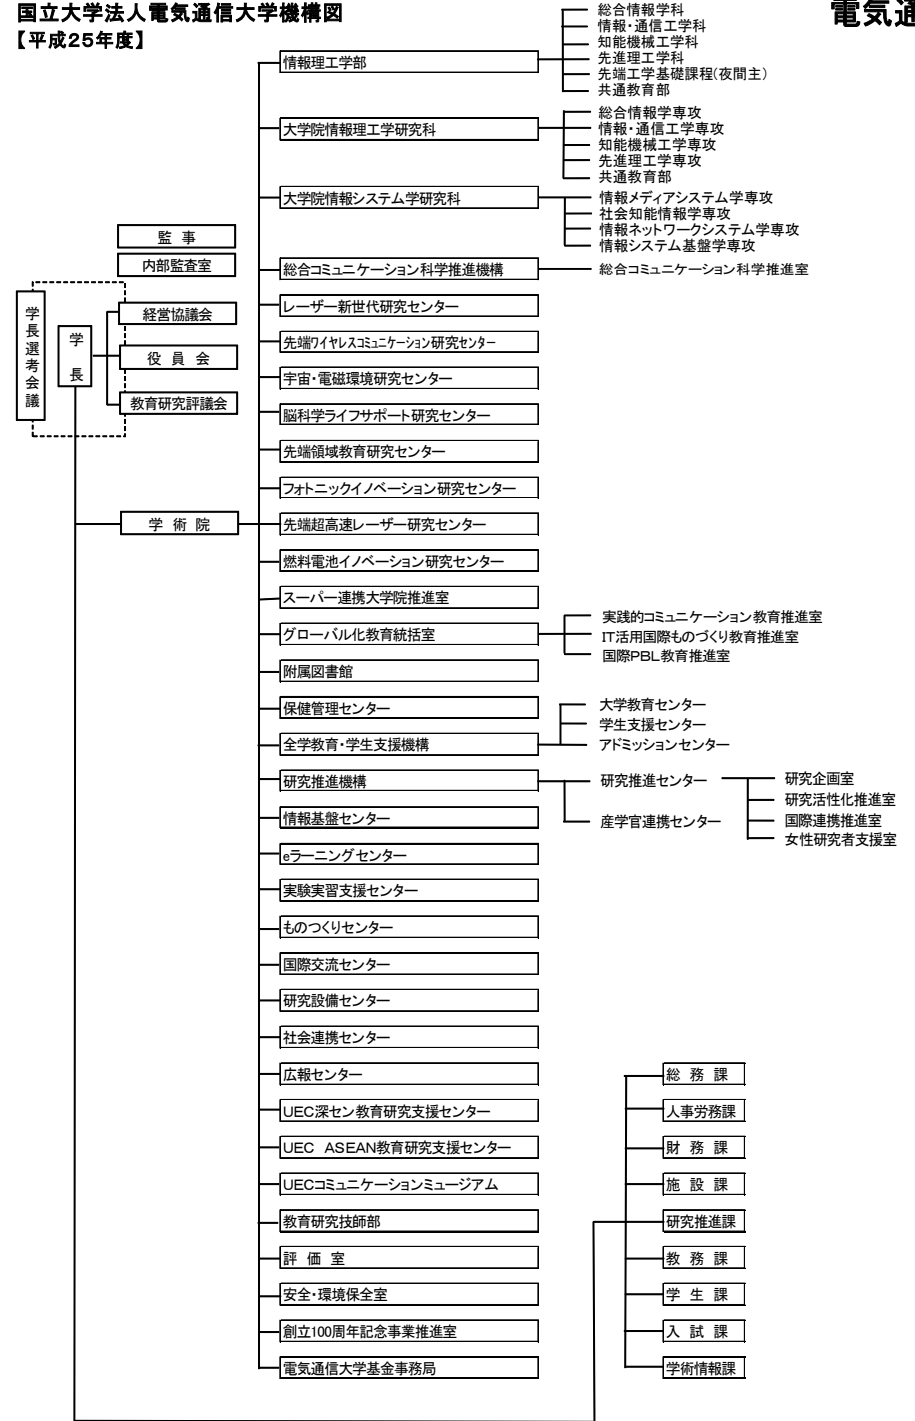 国立大学法人電気通信大学機構図
【平成25年度】
電気通
監 事
内部監査室
学長選考会議
学長
経営協議会
役 員 会
教育研究評議会
学 術 院
情報理工学部
総合情報学科
情報・通信工学科
知能機械工学科
先進理工学科
先端工学基礎課程(夜間主)
共通教育部
大学院情報理工学研究科
総合情報学専攻
情報・通信工学専攻
知能機械工学専攻
先進理工学専攻
共通教育部
大学院情報システム学研究科
情報メディアシステム学専攻
社会知能情報学専攻
情報ネットワークシステム学専攻
情報システム基盤学専攻
総合コミュニケーション科学推進機構
総合コミュニケーション科学推進室
レーザー新世代研究センター
先端ワイヤレスコミュニケーション研究センター
宇宙・電磁環境研究センター
脳科学ライフサポート研究センター
先端領域教育研究センター
フォトニックイノベーション研究センター
先端超高速レーザー研究センター
燃料電池イノベーション研究センター
スーパー連携大学院推進室
グローバル化教育統括室
実践的コミュニケーション教育推進室
IT活用国際ものづくり教育推進室
国際PBL教育推進室
附属図書館
保健管理センター
全学教育・学生支援機構
大学教育センター
学生支援センター
アドミッションセンター
研究推進機構
研究推進センター
研究企画室
研究活性化推進室
国際連携推進室
女性研究者支援室
産学官連携センター
情報基盤センター
eラーニングセンター
実験実習支援センター
ものつくりセンター
国際交流センター
研究設備センター
社会連携センター
広報センター
UEC深セン教育研究支援センター
UEC ASEAN教育研究支援センター
UECコミュニケーションミュージアム
教育研究技師部
評 価 室
安全・環境保全室
創立100周年記念事業推進室
電気通信大学基金事務局
総 務 課
人事労務課
財 務 課
施 設 課
研究推進課
教 務 課
学 生 課
入 試 課
学術情報課